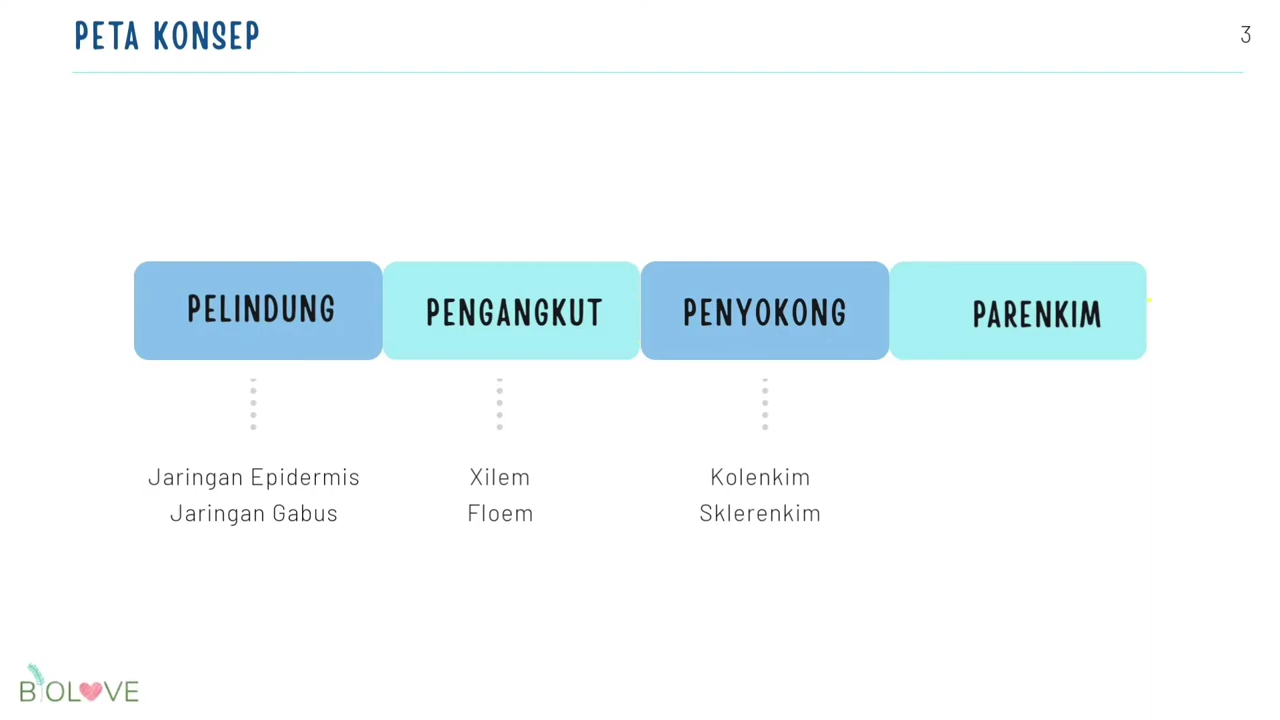 PETA KONSEP
3
PELINDUNG
PENGANGKUT
PENYOKONG
PARENKIM
Jaringan Epidermis
Jaringan Gabus
Xilem
Floem
Kolenkim
Sklerenkim
BIOLOVE